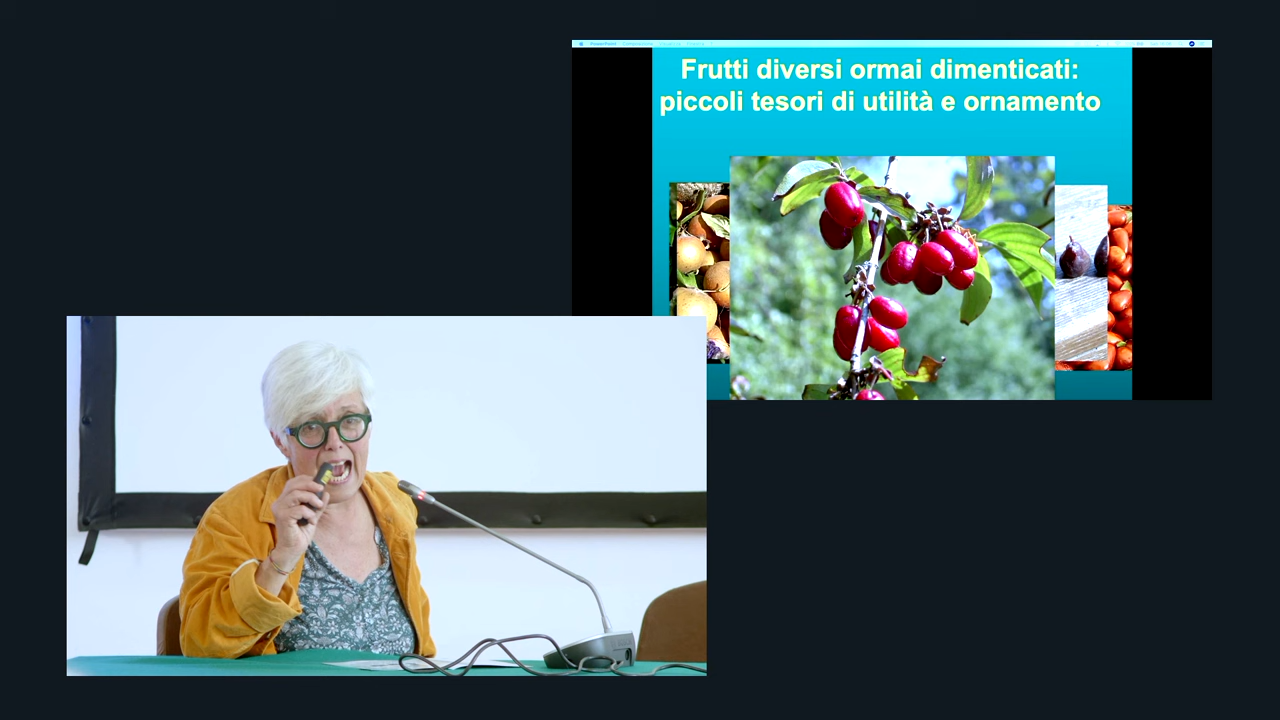 Frutti diversi ormai dimenticati:
piccoli tesori di utilità e ornamento